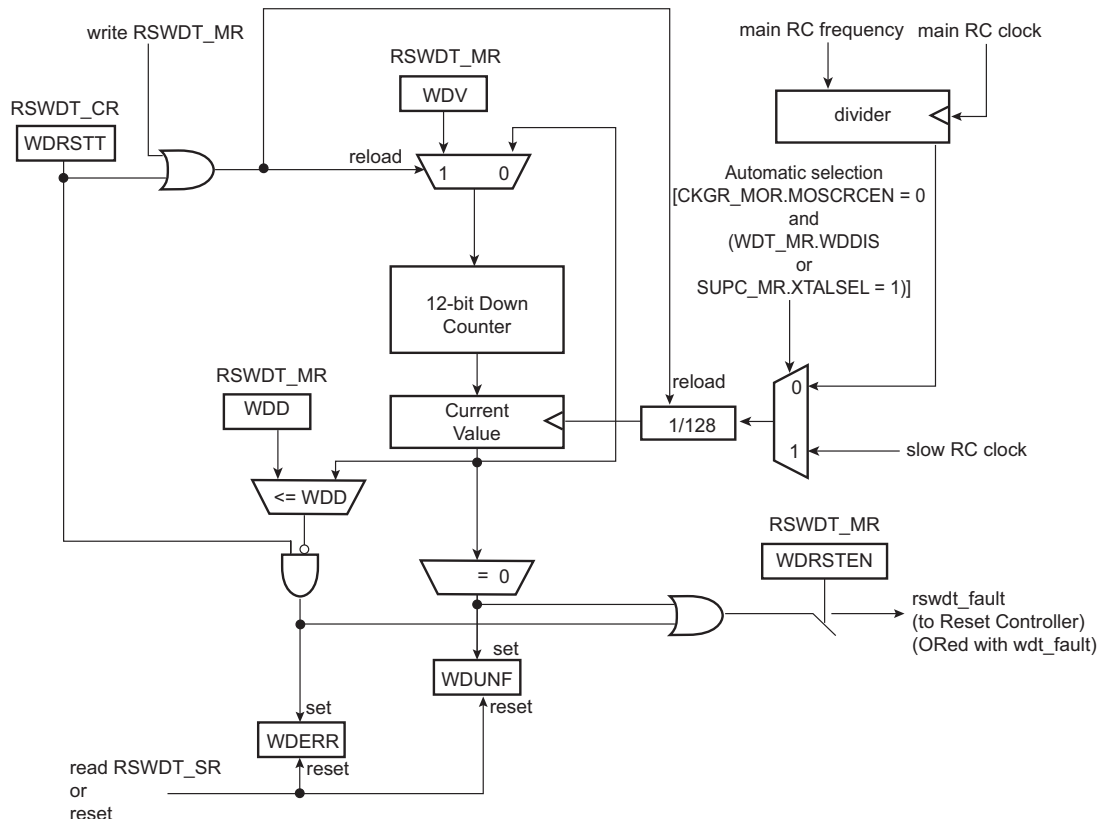 write RSWDT_MR
main RC frequency
main RC clock
RSWDT_MR
WDV
RSWDT_CR
WDRSTT
divider
reload
1 0
Automatic selection
[CKGR_MOR.MOSCRCEN = 0
and
(WDT_MR.WDDIS
or
SUPC_MR.XTALSEL = 1)]
12-bit Down
Counter
RSWDT_MR
WDD
reload
0
Current
Value
1/128
1
slow RC clock
<= WDD
RSWDT_MR
WDRSTEN
= 0
rswdt_fault
(to Reset Controller)
(ORed with wdt_fault)
set
WDUNF
reset
set
WDERR
reset
read RSWDT_SR
or
reset